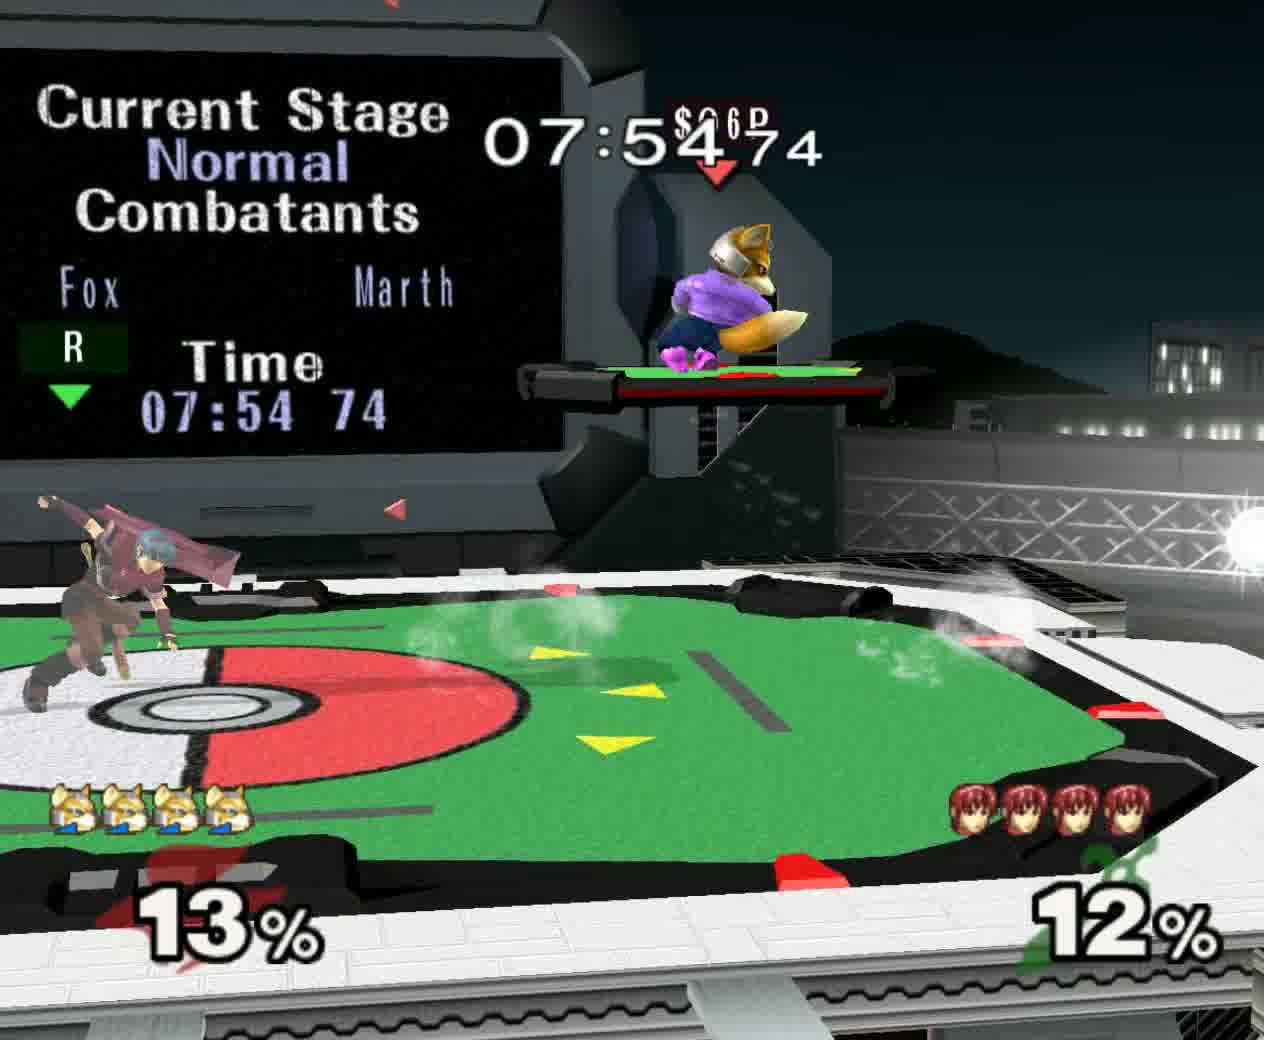 Current Stage
Normal
Combatants
Fox Marth
R
Time
07:54 74
07:54 74
13%
12%